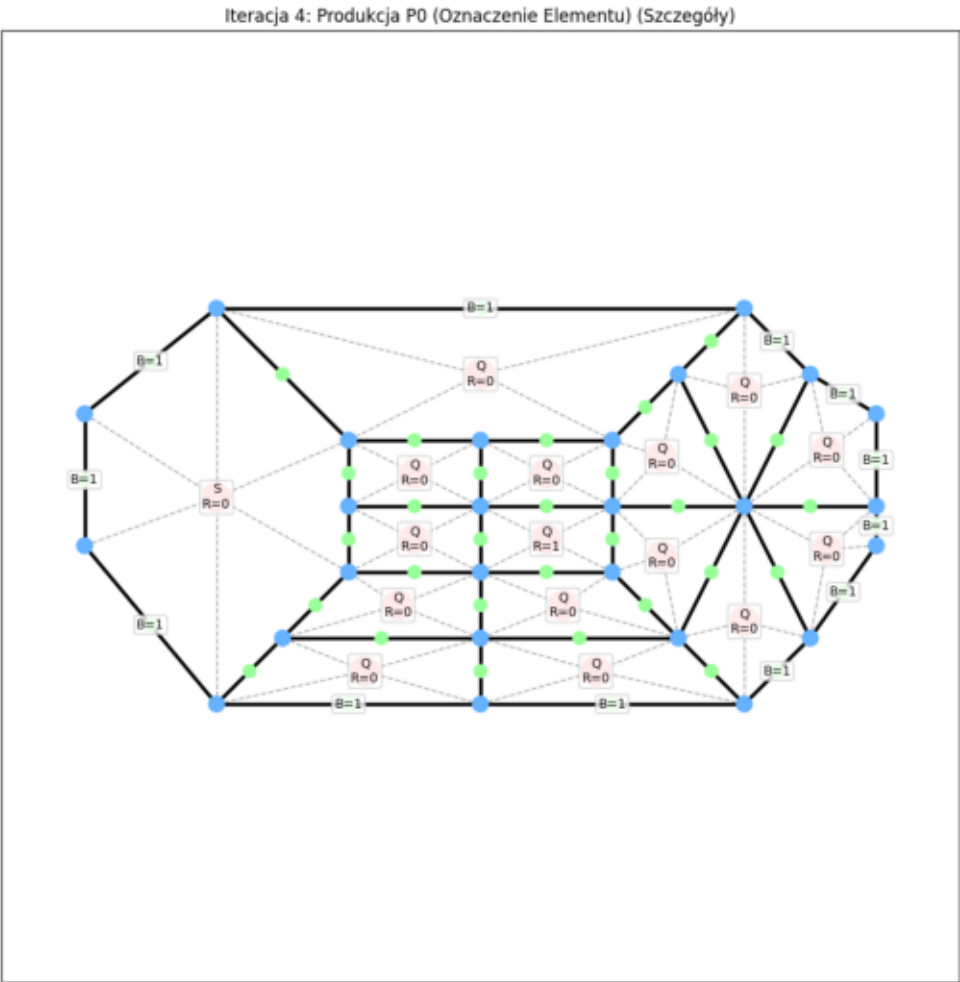 Iteracja 4: Produkcja P0 (Oznaczenie Elementu) (Szczegóły)
B=1
B=1
B=1
Q
R=0
Q
R=0
B=1
Q
R=0
Q
R=0
B=1
Q
R=0
Q
R=0
Q
R=0
B=1
S
R=0
B=1
Q
R=0
Q
R=1
Q
R=0
Q
R=0
B=1
Q
R=0
Q
R=0
Q
R=0
B=1
Q
R=0
Q
R=0
B=1
B=1
B=1